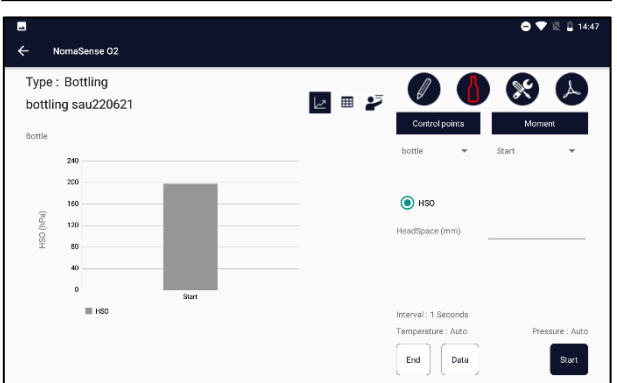 14:47
NomaSense O2
Type : Bottling
bottling sau220621
Control points
Moment
Bottle
bottle
Start
240
200
160
120
80
40
0
HSO (hPa)
Start
HSO
HSO
HeadSpace (mm)
Interval : 1 Seconds
Temperature : Auto
Pressure : Auto
End
Data
Start